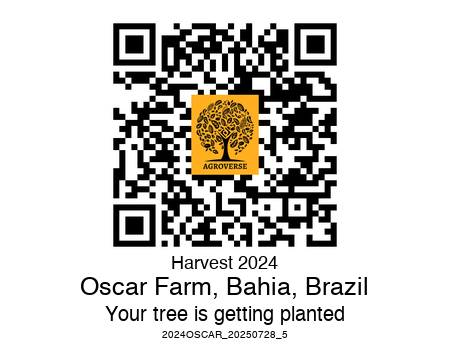 AGROVERSE
Harvest 2024
Oscar Farm, Bahia, Brazil
Your tree is getting planted
2024OSCAR_20250728_5